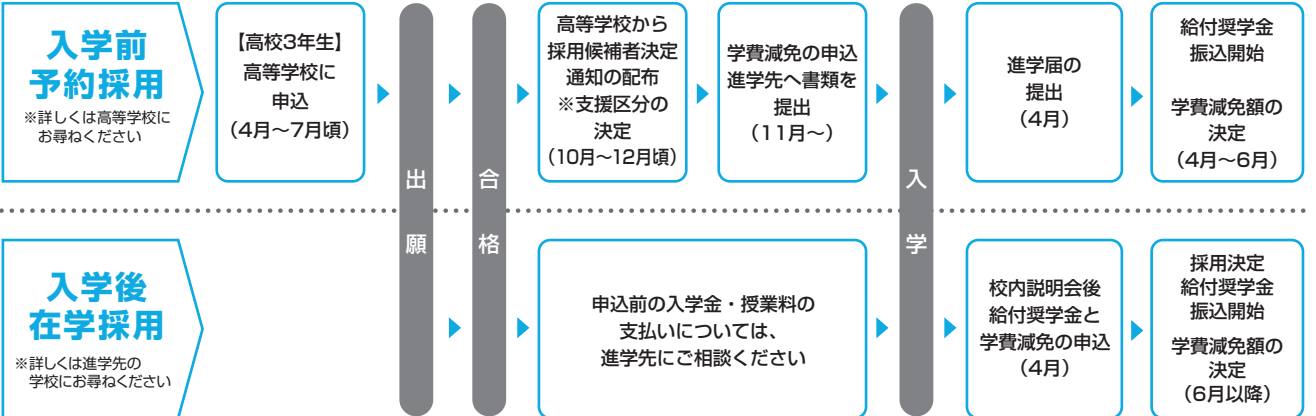 入学前
予約採用
※詳しくは高等学校に
お尋ねください
【高校3年生】
高等学校に
申込
（4月～7月頃）
出願
合格
高等学校から
採用候補者決定
通知の配布
※支援区分の
決定
（10月～12月頃）
学費減免の申込
進学先へ書類を
提出
（11月～）
入学
進学届の
提出
（4月）
給付奨学金
振込開始
学費減免額の
決定
（4月～6月）
入学後
在学採用
※詳しくは進学先の
学校にお尋ねください
申込前の入学金・授業料の
支払いについては、
進学先にご相談ください
校内説明会後
給付奨学金と
学費減免の申込
（4月）
採用決定
給付奨学金
振込開始
学費減免額の
決定
（6月以降）